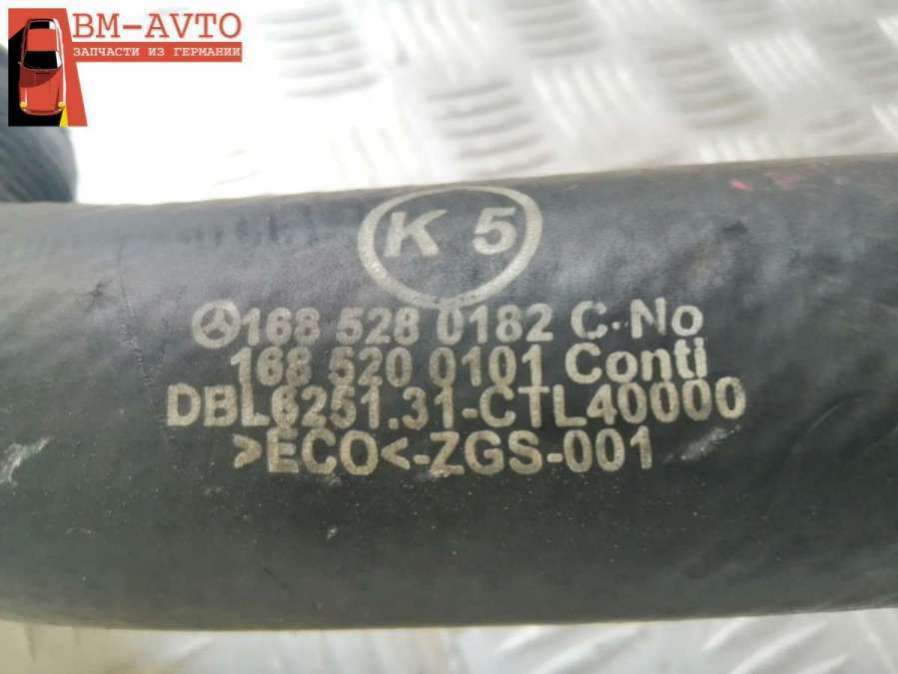 BM-AVTO
ЗАПЧАСТИ ИЗ ГЕРМАНИИ
K 5
168 528 0182 C·No
168 520 0101 Conti
DBL6251.31-CTL40000
>ECO<-ZGS-001